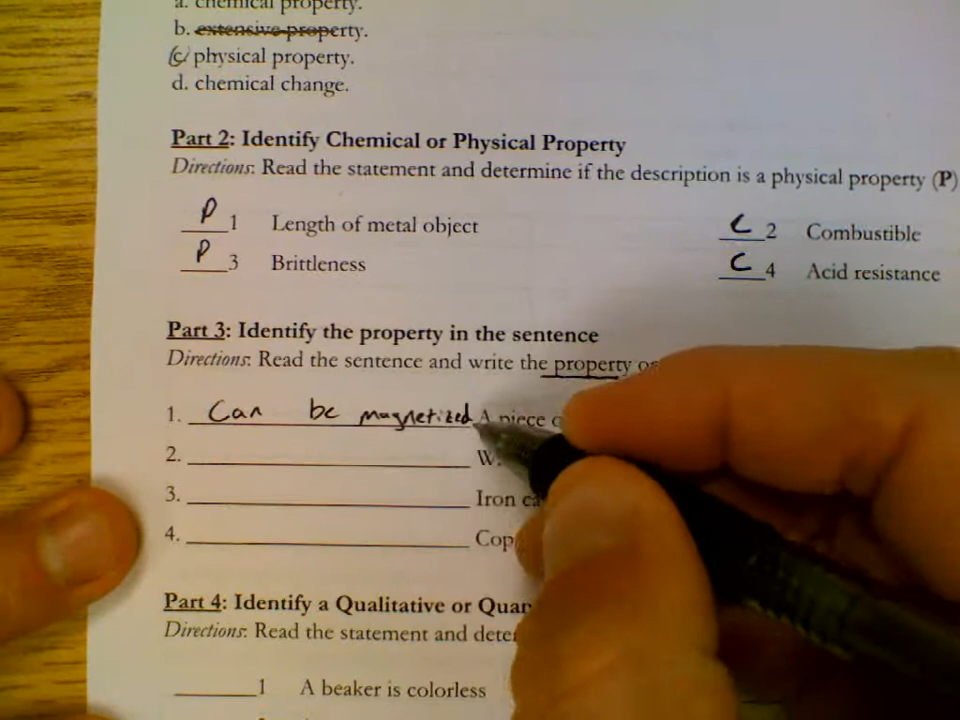 a. chemical property.
b. extensive property.
c. physical property.
d. chemical change.
Part 2: Identify Chemical or Physical Property
Directions: Read the statement and determine if the description is a physical property (P)
P 1 Length of metal object
C 2 Combustible
P 3 Brittleness
C 4 Acid resistance
Part 3: Identify the property in the sentence
Directions: Read the sentence and write the property
1. Can be magnetized A piece
2.
3. Iron
4.
Part 4: Identify a Qualitative or
Directions: Read the statement and
1 A beaker is colorless